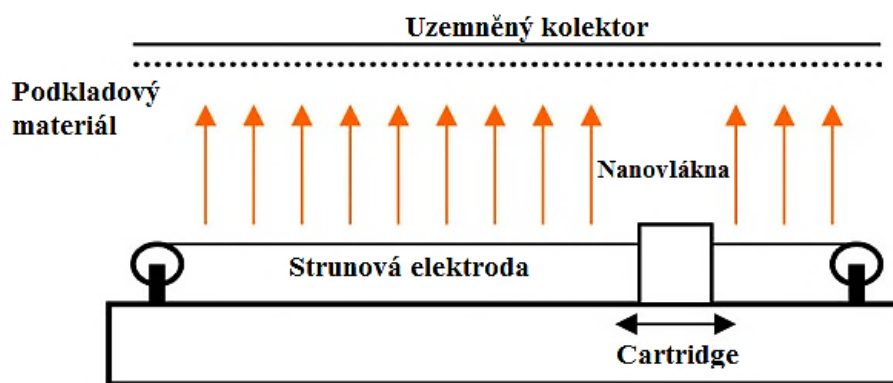 Uzemněný kolektor
Podkladový
materiál
Nanovlákna
Strunová elektroda
Cartridge